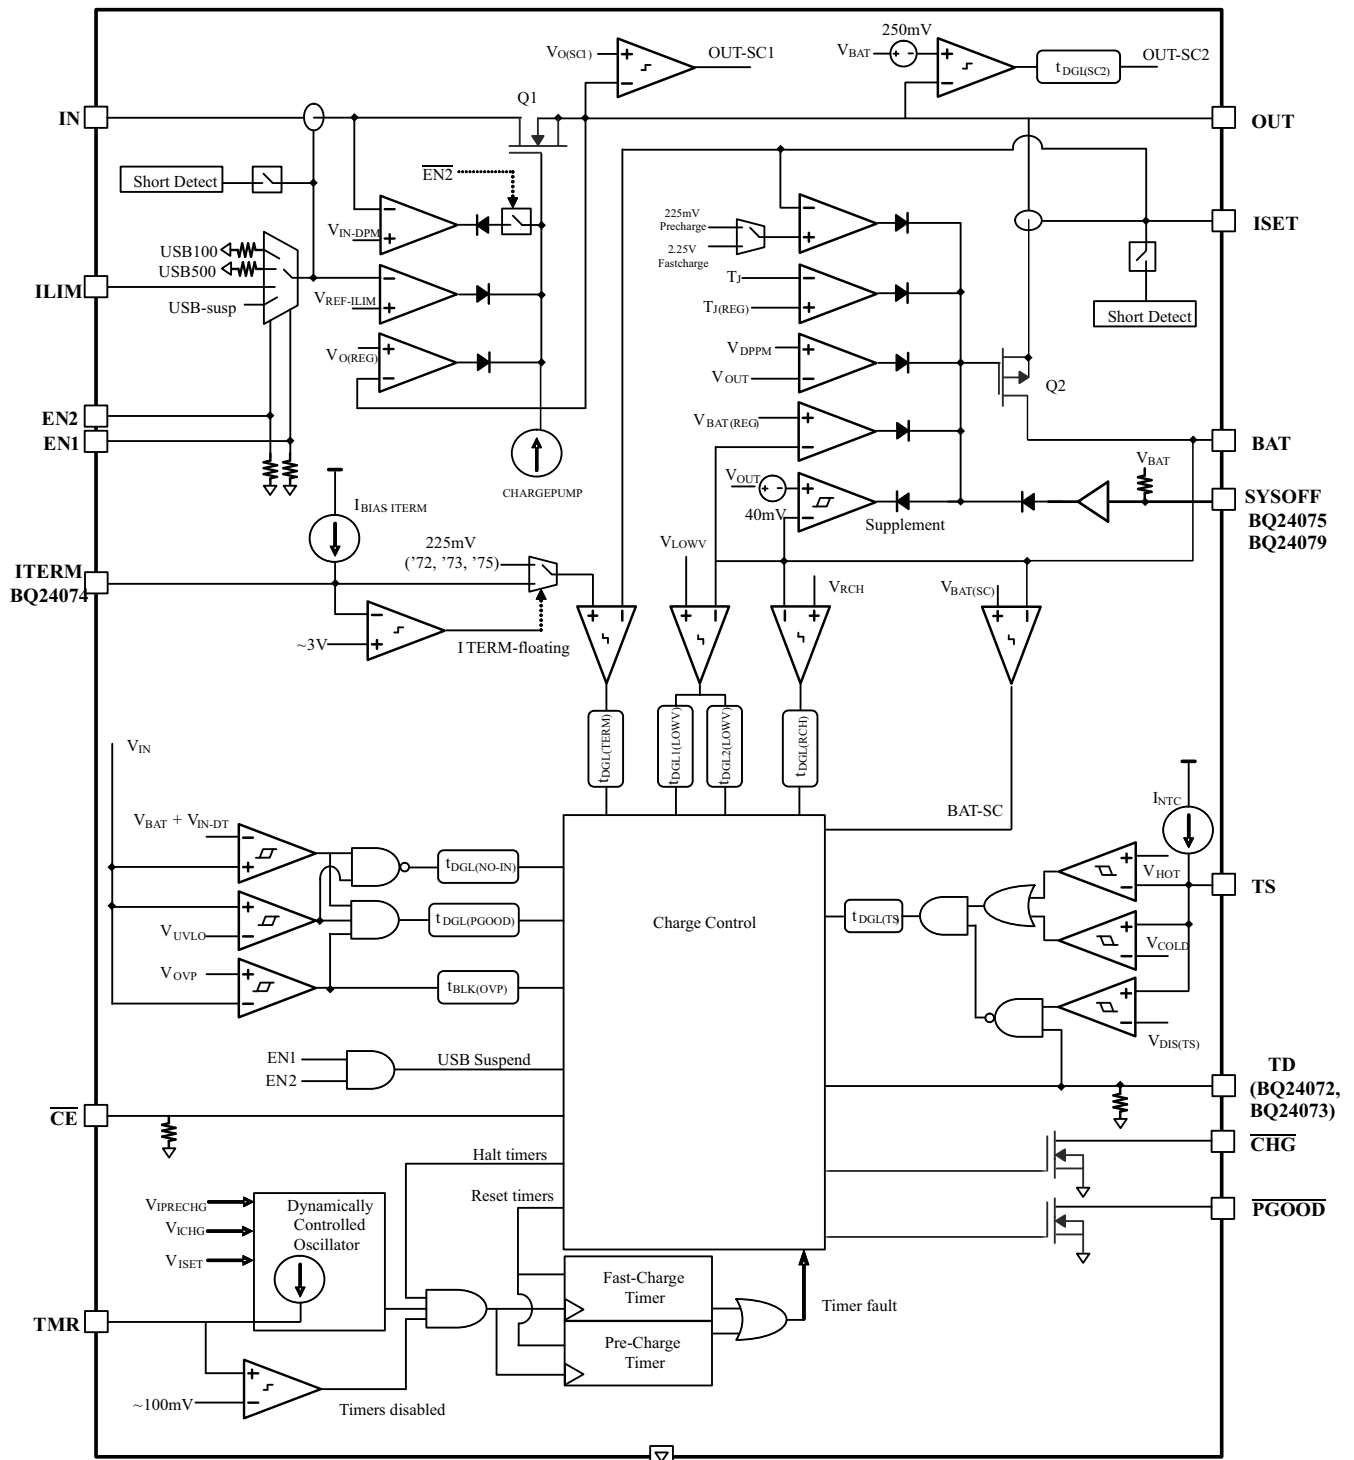 250mV
VO(SC1)
OUT-SC1
VBAT
tDGL(SC2)
OUT-SC2
Q1
IN
OUT
Short Detect
EN2
225mV
Precharge
2.25V
Fastcharge
VIN-DPM
ISET
USB100
USB500
ILIM
USB-susp
VREF-ILIM
TJ
TJ(REG)
Short Detect
VO(REG)
VDPPM
VOUT
Q2
EN2
EN1
VBAT(REG)
BAT
CHARGEPUMP
VOUT
40mV
Supplement
VBAT
SYSOFF
BQ24075
BQ24079
IBIAS ITERM
225mV
('72, '73, '75)
VLOWV
ITERM
BQ24074
VRCH
VBAT(SC)
~3V
I TERM-floating
tDGL(TERM)
tDGL1(LOWV)
tDGL2(LOWV)
tDGL(RCH)
VIN
BAT-SC
INTC
VBAT + VIN-DT
tDGL(NO-IN)
VHOT
TS
VUVLO
tDGL(PGOOD)
Charge Control
tDGL(TS)
VCOLD
VOVP
tBLK(OVP)
VDIS(TS)
EN1
EN2
USB Suspend
TD
(BQ24072,
BQ24073)
CE
CHG
Halt timers
Reset timers
VIPRECHG
VICHG
VISET
Dynamically
Controlled
Oscillator
PGOOD
Fast-Charge
Timer
Timer fault
TMR
Pre-Charge
Timer
~100mV
Timers disabled